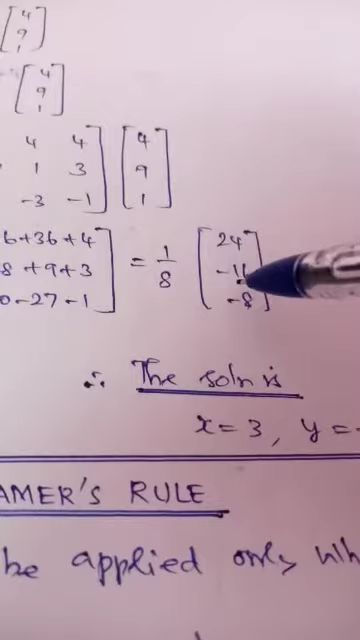 [4
9
1]
[4
9
1]
4 4 ] [ 4
1 3 9
-3 -1 1 ]
6+36+4 ] = 1/8 [ 24
8+9+3 -16
0-27-1 -8 ]
∴ The soln is
x=3, y=-
AMER'S RULE
be applied only wh